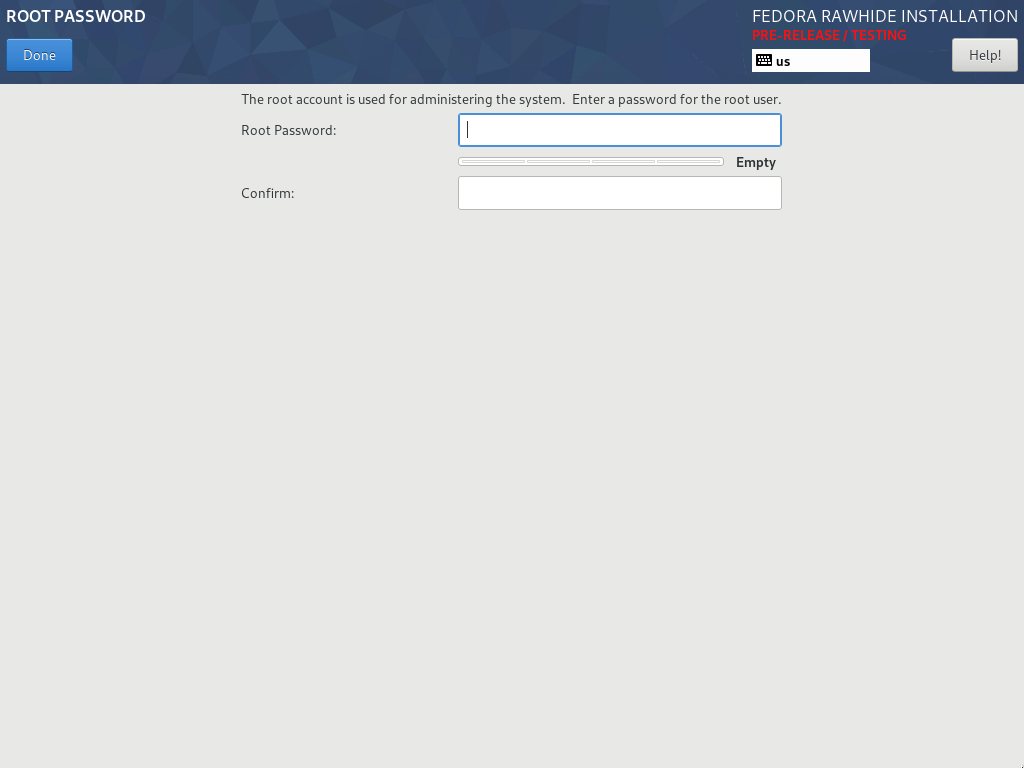 ROOT PASSWORD
FEDORA RAWHIDE INSTALLATION
PRE-RELEASE / TESTING
Done
us
Help!
The root account is used for administering the system.  Enter a password for the root user.
Root Password:
Empty
Confirm: